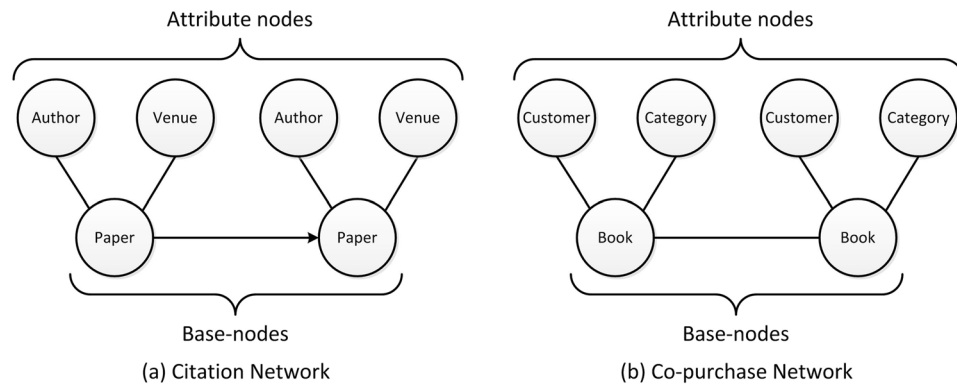 Attribute nodes
Author Venue Author Venue
Paper Paper
Base-nodes
(a) Citation Network
Attribute nodes
Customer Category Customer Category
Book Book
Base-nodes
(b) Co-purchase Network